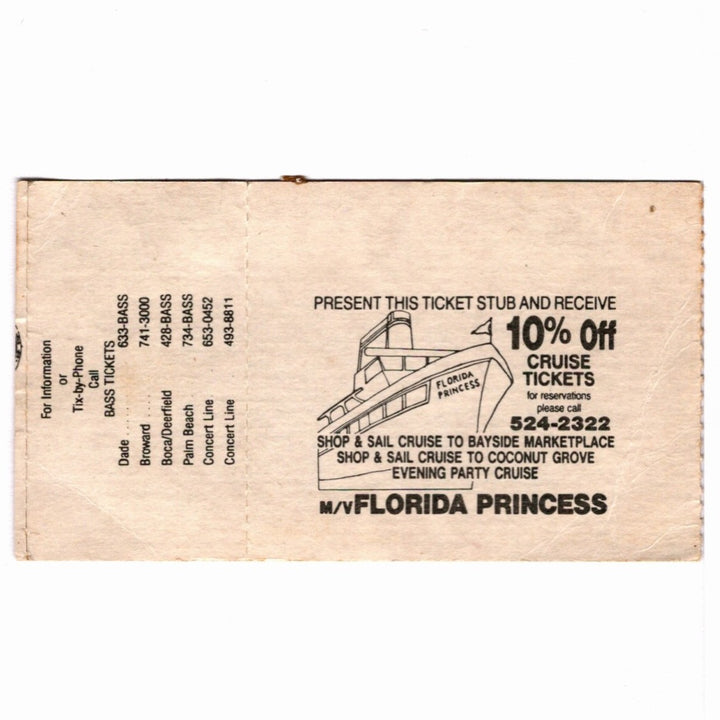 For Information
or
Tix-by-Phone
Call
BASS TICKETS
Dade ..... 633-BASS
Broward ..... 741-3000
Boca/Deerfield 428-BASS
Palm Beach 734-BASS
Concert Line .. 653-0452
Concert Line .. 493-8811
PRESENT THIS TICKET STUB AND RECEIVE
10% Off
CRUISE
TICKETS
for reservations
please call
524-2322
FLORIDA
PRINCESS
SHOP & SAIL CRUISE TO BAYSIDE MARKETPLACE
SHOP & SAIL CRUISE TO COCONUT GROVE
EVENING PARTY CRUISE
M/V FLORIDA PRINCESS